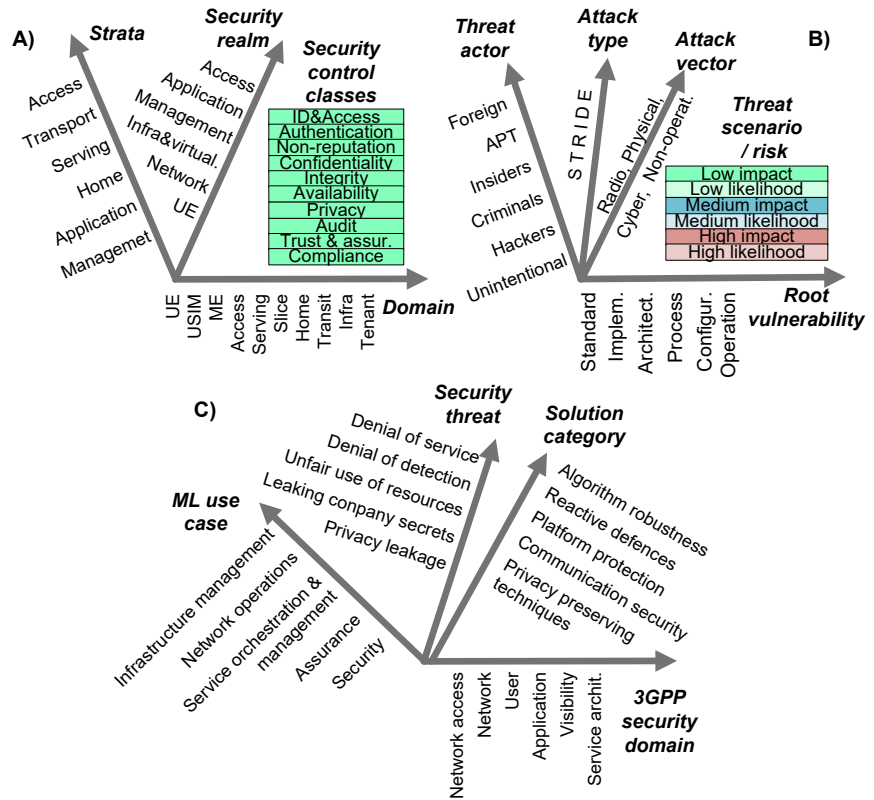 A)
Strata
Access
Transport
Serving
Home
Application
Managemet
Security
realm
Access
Application
Management
Infra&virtual.
Network
UE
Security
control
classes
ID&Access
Authentication
Non-reputation
Confidentiality
Integrity
Availability
Privacy
Audit
Trust & assur.
Compliance
Domain
UE
USIM
ME
Access
Serving
Slice
Home
Transit
Infra
Tenant
B)
Threat
actor
Foreign
APT
Insiders
Criminals
Hackers
Unintentional
Attack
type
S T R I D E
Attack
vector
Radio, Physical,
Cyber, Non-operat.
Threat
scenario
/ risk
Low impact
Low likelihood
Medium impact
Medium likelihood
High impact
High likelihood
Root
vulnerability
Standard
Implem.
Architect.
Process
Configur.
Operation
C)
ML use
case
Infrastructure management
Network operations
Service orchestration &
management
Assurance
Security
Security
threat
Denial of service
Denial of detection
Unfair use of resources
Leaking conpany secrets
Privacy leakage
Solution
category
Algorithm robustness
Reactive defences
Platform protection
Communication security
Privacy preserving
techniques
3GPP
security
domain
Network access
Network
User
Application
Visibility
Service archit.